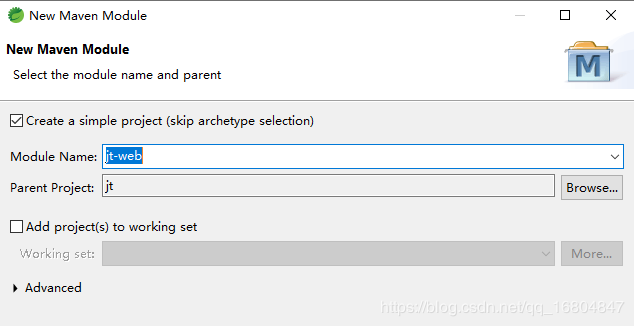 New Maven Module
New Maven Module
Select the module name and parent
M
Create a simple project (skip archetype selection)
Module Name: jt-web
Parent Project: jt Browse...
Add project(s) to working set
Working set: More...
Advanced
https://blog.csdn.net/qq_16804847